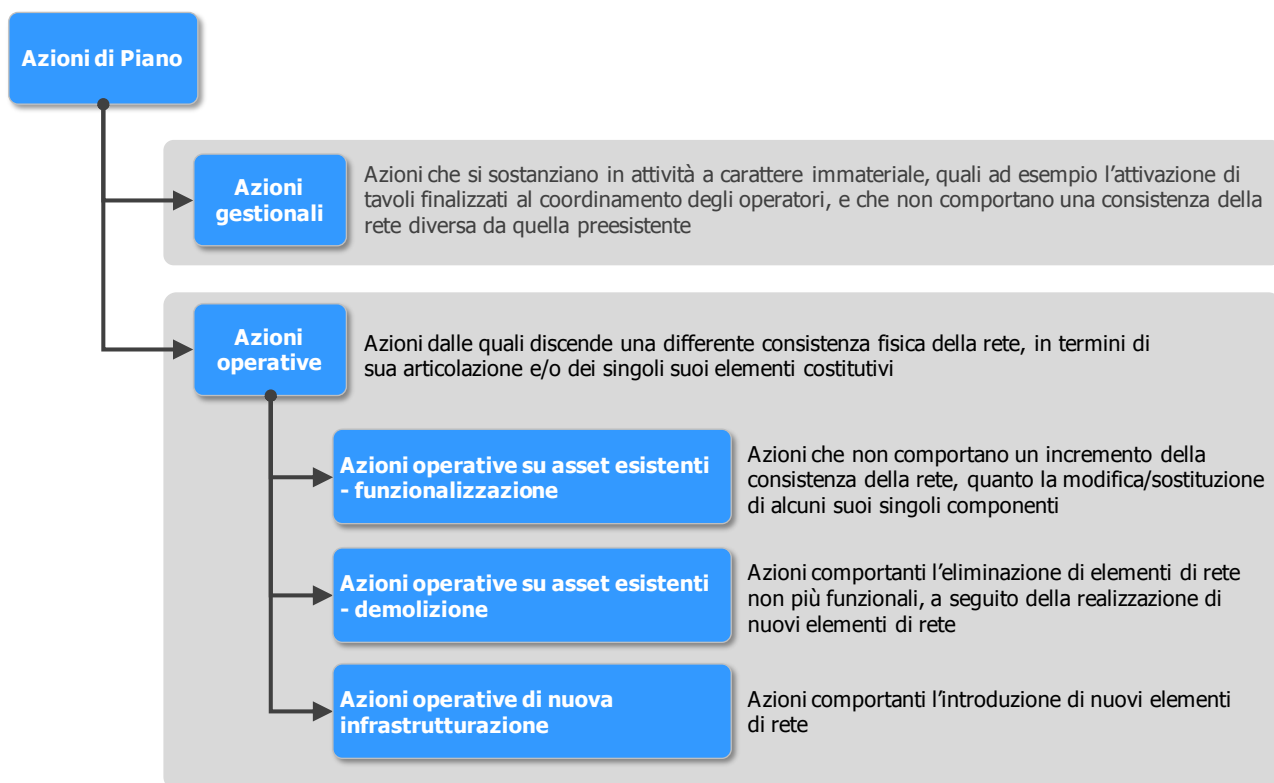 Azioni di Piano
Azioni
gestionali
Azioni che si sostanziano in attività a carattere immateriale, quali ad esempio l’attivazione di
tavoli finalizzati al coordinamento degli operatori, e che non comportano una consistenza della
rete diversa da quella preesistente
Azioni
operative
Azioni dalle quali discende una differente consistenza fisica della rete, in termini di
sua articolazione e/o dei singoli suoi elementi costitutivi
Azioni operative su asset esistenti
- funzionalizzazione
Azioni che non comportano un incremento della
consistenza della rete, quanto la modifica/sostituzione
di alcuni suoi singoli componenti
Azioni operative su asset esistenti
- demolizione
Azioni comportanti l’eliminazione di elementi di rete
non più funzionali, a seguito della realizzazione di
nuovi elementi di rete
Azioni operative di nuova
infrastrutturazione
Azioni comportanti l’introduzione di nuovi elementi
di rete